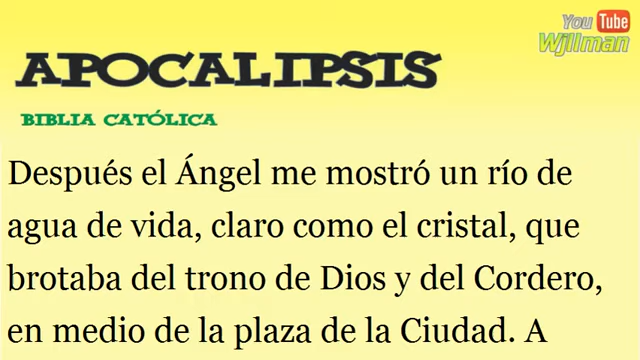 You Tube
Wjllman
APOCALIPSIS
BIBLIA CATÓLICA
Después el Ángel me mostró un río de
agua de vida, claro como el cristal, que
brotaba del trono de Dios y del Cordero,
en medio de la plaza de la Ciudad. A